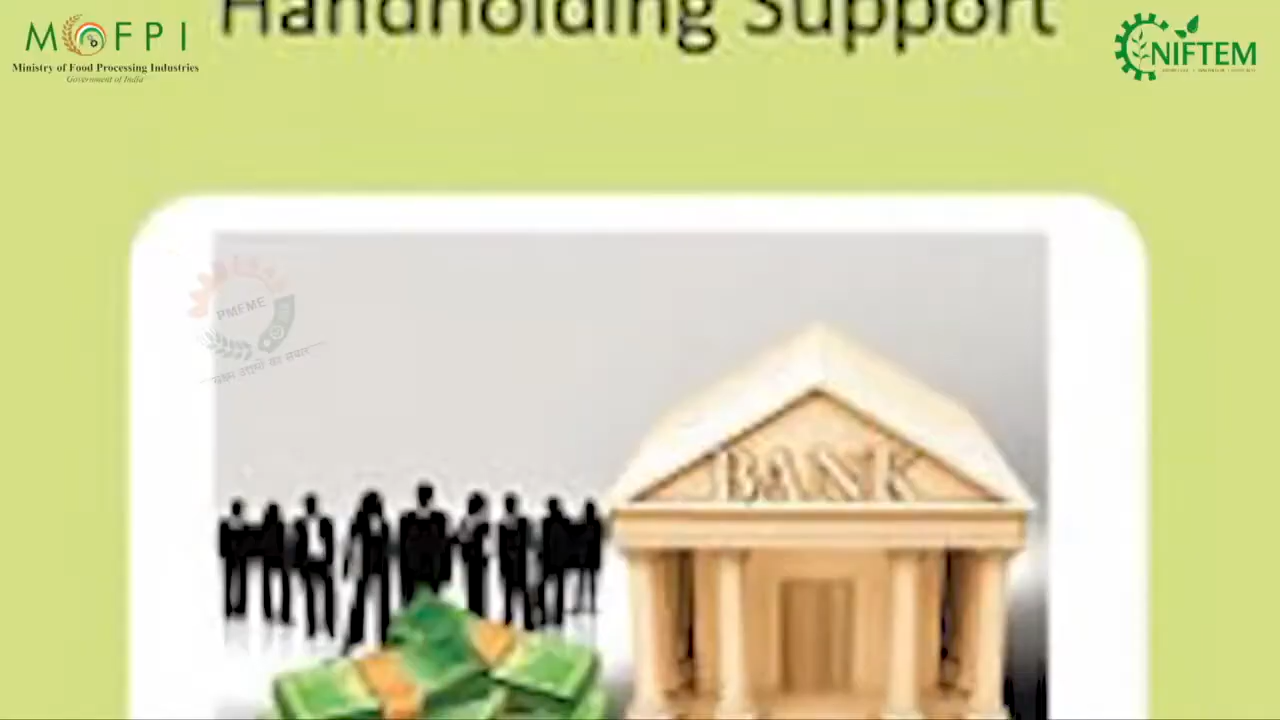 Handholding Support
MOFPI
Ministry of Food Processing Industries
Government of India
NIFTEM
PMFME
BANK